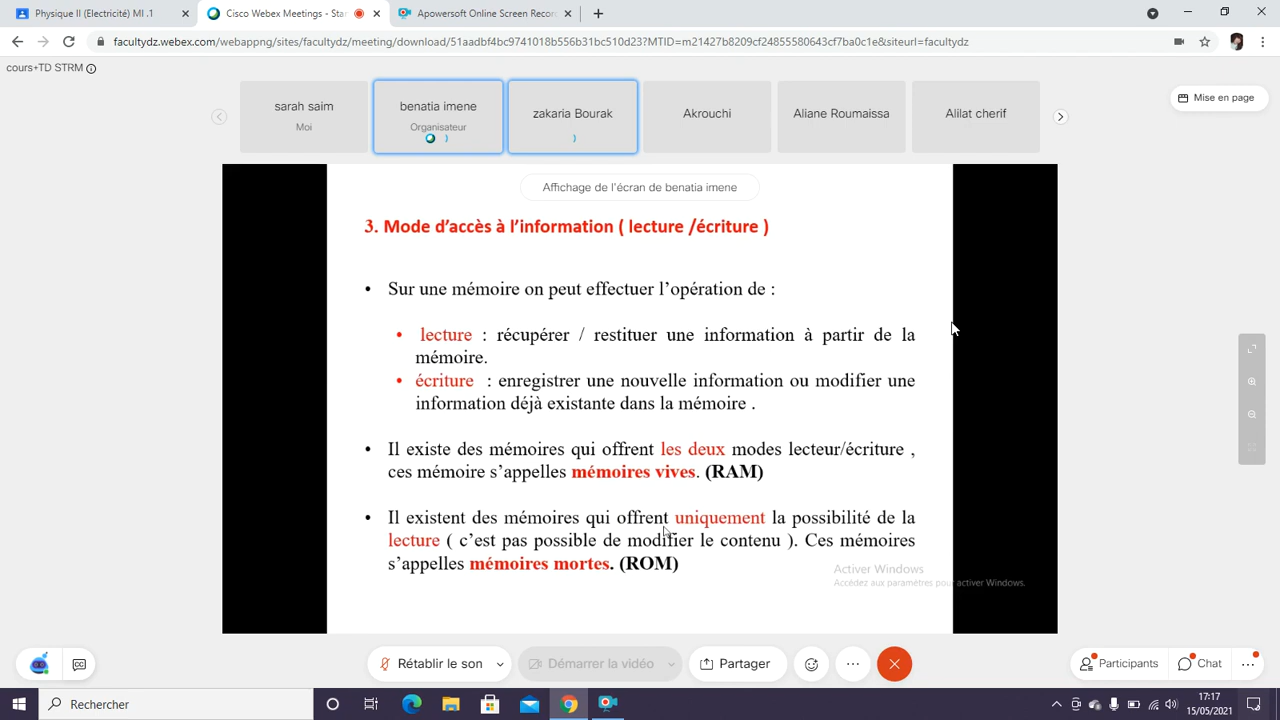 Physique II (Electricité) MI .1
Cisco Webex Meetings - Star
Apowersoft Online Screen Record
facultydz.webex.com/webappng/sites/facultydz/meeting/download/51aadbf4bc9741018b556b31bc510d23?MTID=m21427b8209cf24855580643cf7ba0c1e&siteurl=facultydz
cours+TD STRM
Mise en page
sarah saim
Moi
benatia imene
Organisateur
zakaria Bourak
Akrouchi
Aliane Roumaissa
Alilat cherif
Affichage de l'écran de benatia imene
3. Mode d’accès à l’information ( lecture /écriture )
• Sur une mémoire on peut effectuer l’opération de :
• lecture : récupérer / restituer une information à partir de la
mémoire.
• écriture : enregistrer une nouvelle information ou modifier une
information déjà existante dans la mémoire .
• Il existe des mémoires qui offrent les deux modes lecteur/écriture ,
ces mémoire s’appelles mémoires vives. (RAM)
• Il existent des mémoires qui offrent uniquement la possibilité de la
lecture ( c’est pas possible de modifier le contenu ). Ces mémoires
s’appelles mémoires mortes. (ROM)
Activer Windows
Accédez aux paramètres pour activer Windows.
Rétablir le son
Démarrer la vidéo
Partager
Participants
Chat
Rechercher
17:17
15/05/2021